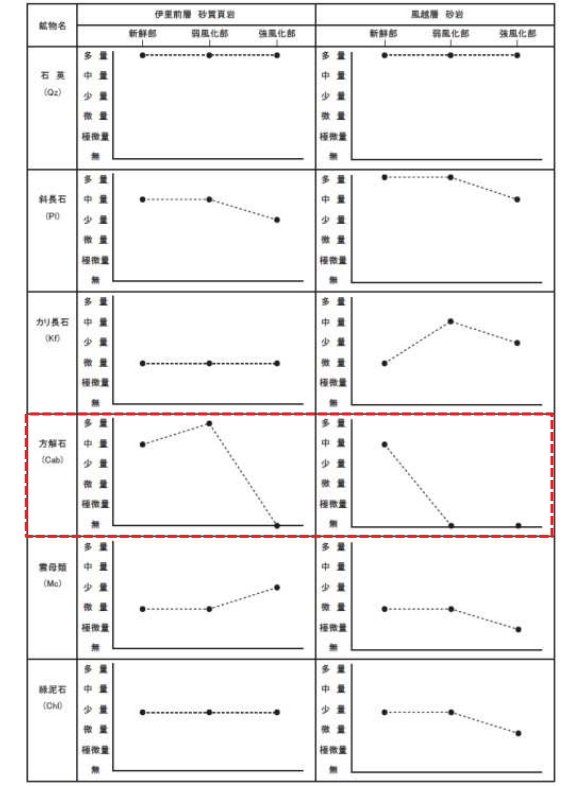 鉱物名
伊里前層 砂質頁岩
風越層 砂岩
新鮮部 弱風化部 強風化部
新鮮部 弱風化部 強風化部
石 英
(Qz)
多 量
中 量
少 量
微 量
極微量
無
多 量
中 量
少 量
微 量
極微量
無
斜長石
(Pl)
多 量
中 量
少 量
微 量
極微量
無
多 量
中 量
少 量
微 量
極微量
無
カリ長石
(Kf)
多 量
中 量
少 量
微 量
極微量
無
多 量
中 量
少 量
微 量
極微量
無
方解石
(Cab)
多 量
中 量
少 量
微 量
極微量
無
多 量
中 量
少 量
微 量
極微量
無
雲母類
(Mc)
多 量
中 量
少 量
微 量
極微量
無
多 量
中 量
少 量
微 量
極微量
無
緑泥石
(Chl)
多 量
中 量
少 量
微 量
極微量
無
多 量
中 量
少 量
微 量
極微量
無